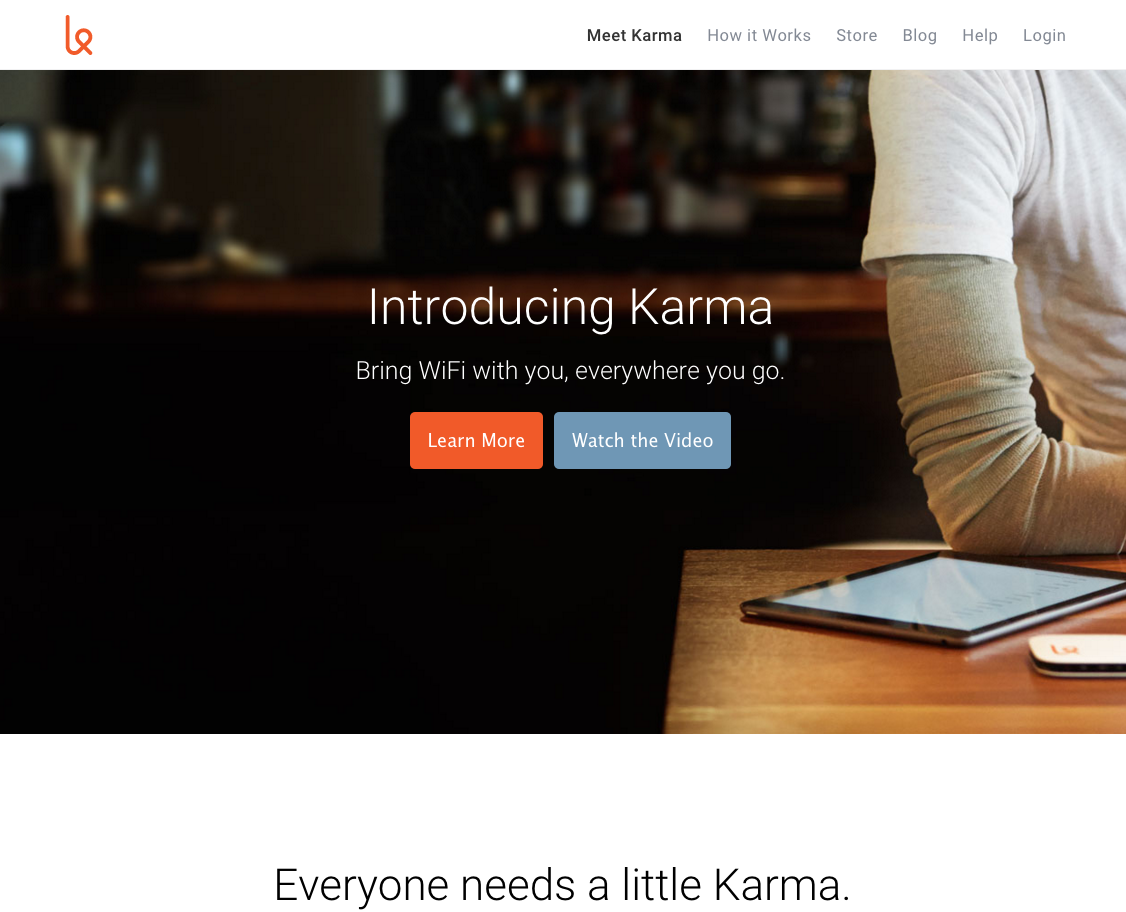 Meet Karma How it Works Store Blog Help Login
Introducing Karma
Bring WiFi with you, everywhere you go.
Learn More Watch the Video
Everyone needs a little Karma.